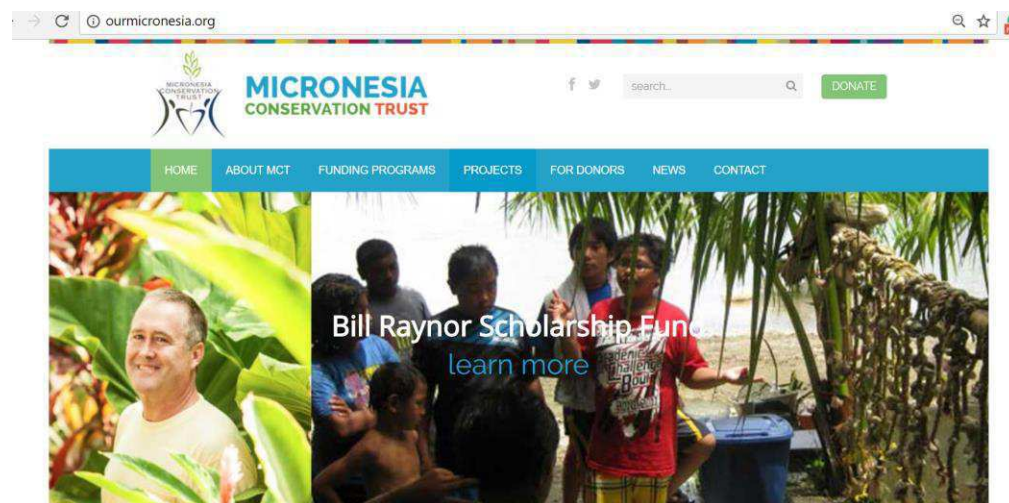 ourmicronesia.org
MICRONESIA
CONSERVATION
TRUST
MICRONESIA
CONSERVATION TRUST
search...
DONATE
HOME ABOUT MCT FUNDING PROGRAMS PROJECTS FOR DONORS NEWS CONTACT
Bill Raynor Scholarship Fund
learn more